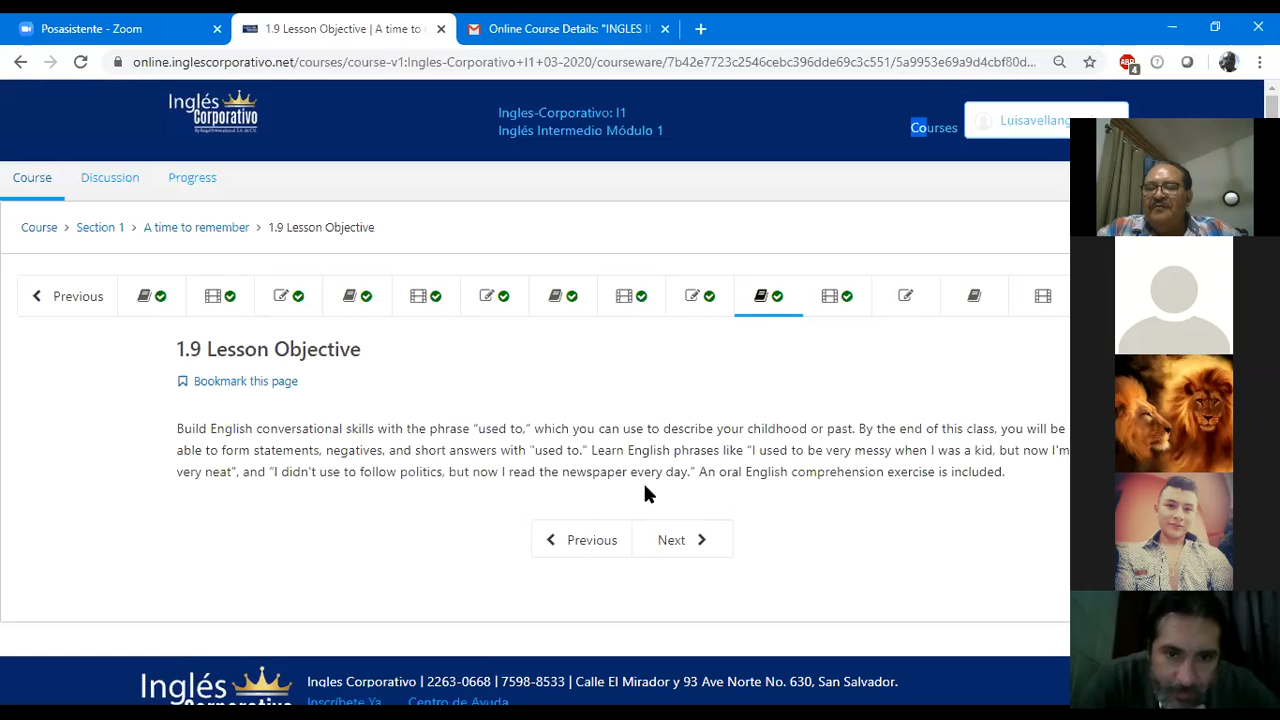 Posasistente - Zoom
1.9 Lesson Objective | A time to
Online Course Details: "INGLES I
online.inglescorporativo.net/courses/course-v1:Ingles-Corporativo+I1+03-2020/courseware/7b42e7723c2546cebc396dde69c3c551/5a9953e69a9d4cbf80d...
ABP
4
Inglés
Corporativo
Ingles-Corporativo: I1
Inglés Intermedio Módulo 1
Courses
Luisavellan
Course
Discussion
Progress
Course > Section 1 > A time to remember > 1.9 Lesson Objective
Previous
1.9 Lesson Objective
Bookmark this page
Build English conversational skills with the phrase “used to,” which you can use to describe your childhood or past. By the end of this class, you will be
able to form statements, negatives, and short answers with “used to.” Learn English phrases like “I used to be very messy when I was a kid, but now I'm
very neat”, and “I didn't use to follow politics, but now I read the newspaper every day.” An oral English comprehension exercise is included.
Previous
Next
Inglés
Ingles Corporativo | 2263-0668 | 7598-8533 | Calle El Mirador y 93 Ave Norte No. 630, San Salvador.
Inscríbete Ya
Centro de Ayuda